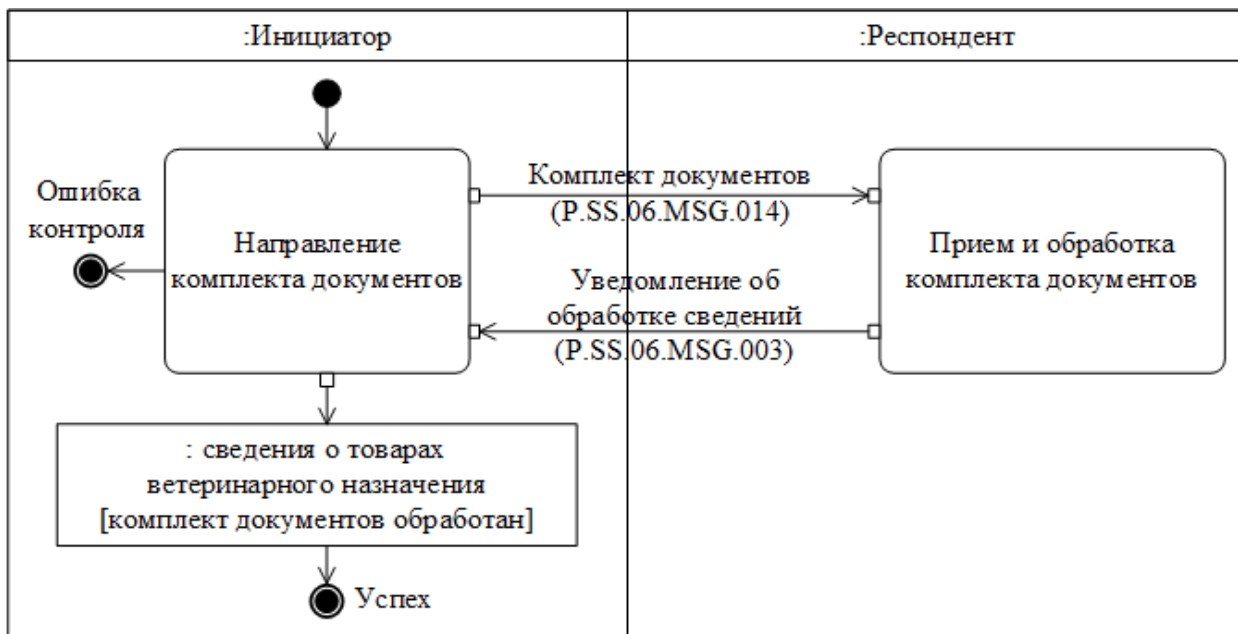 :Инициатор
:Респондент
Ошибка
контроля
Направление
комплекта документов
Комплект документов
(P.SS.06.MSG.014)
Уведомление об
обработке сведений
(P.SS.06.MSG.003)
Прием и обработка
комплекта документов
: сведения о товарах
ветеринарного назначения
[комплект документов обработан]
Успех